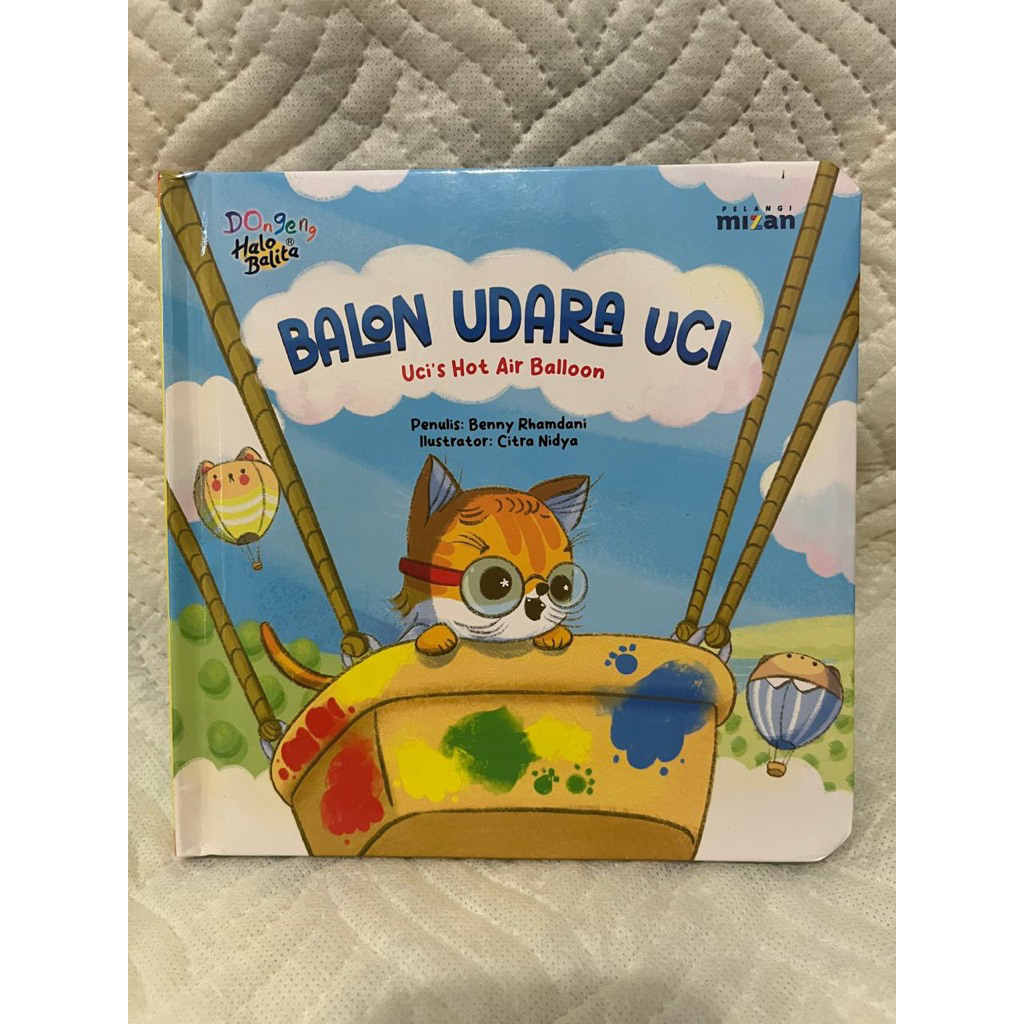 DOngeng
Halo
Balita®
PELANGI
mizan
BALON UDARA UCI
Uci's Hot Air Balloon
Penulis: Benny Rhamdani
Ilustrator: Citra Nidya